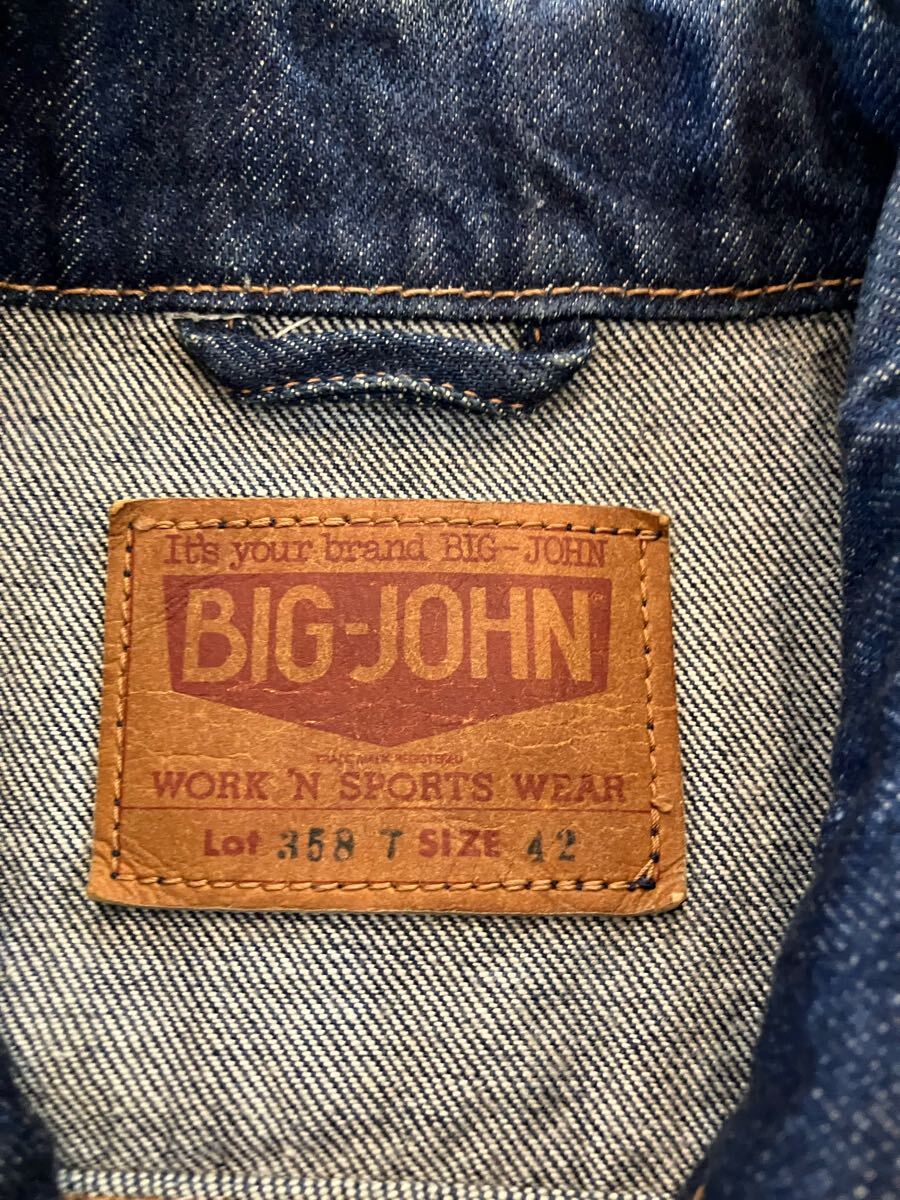 It's your brand BIG-JOHN
BIG-JOHN
TRADE MARK REGISTERED
WORK 'N SPORTS WEAR
Lot 358 T SIZE 42